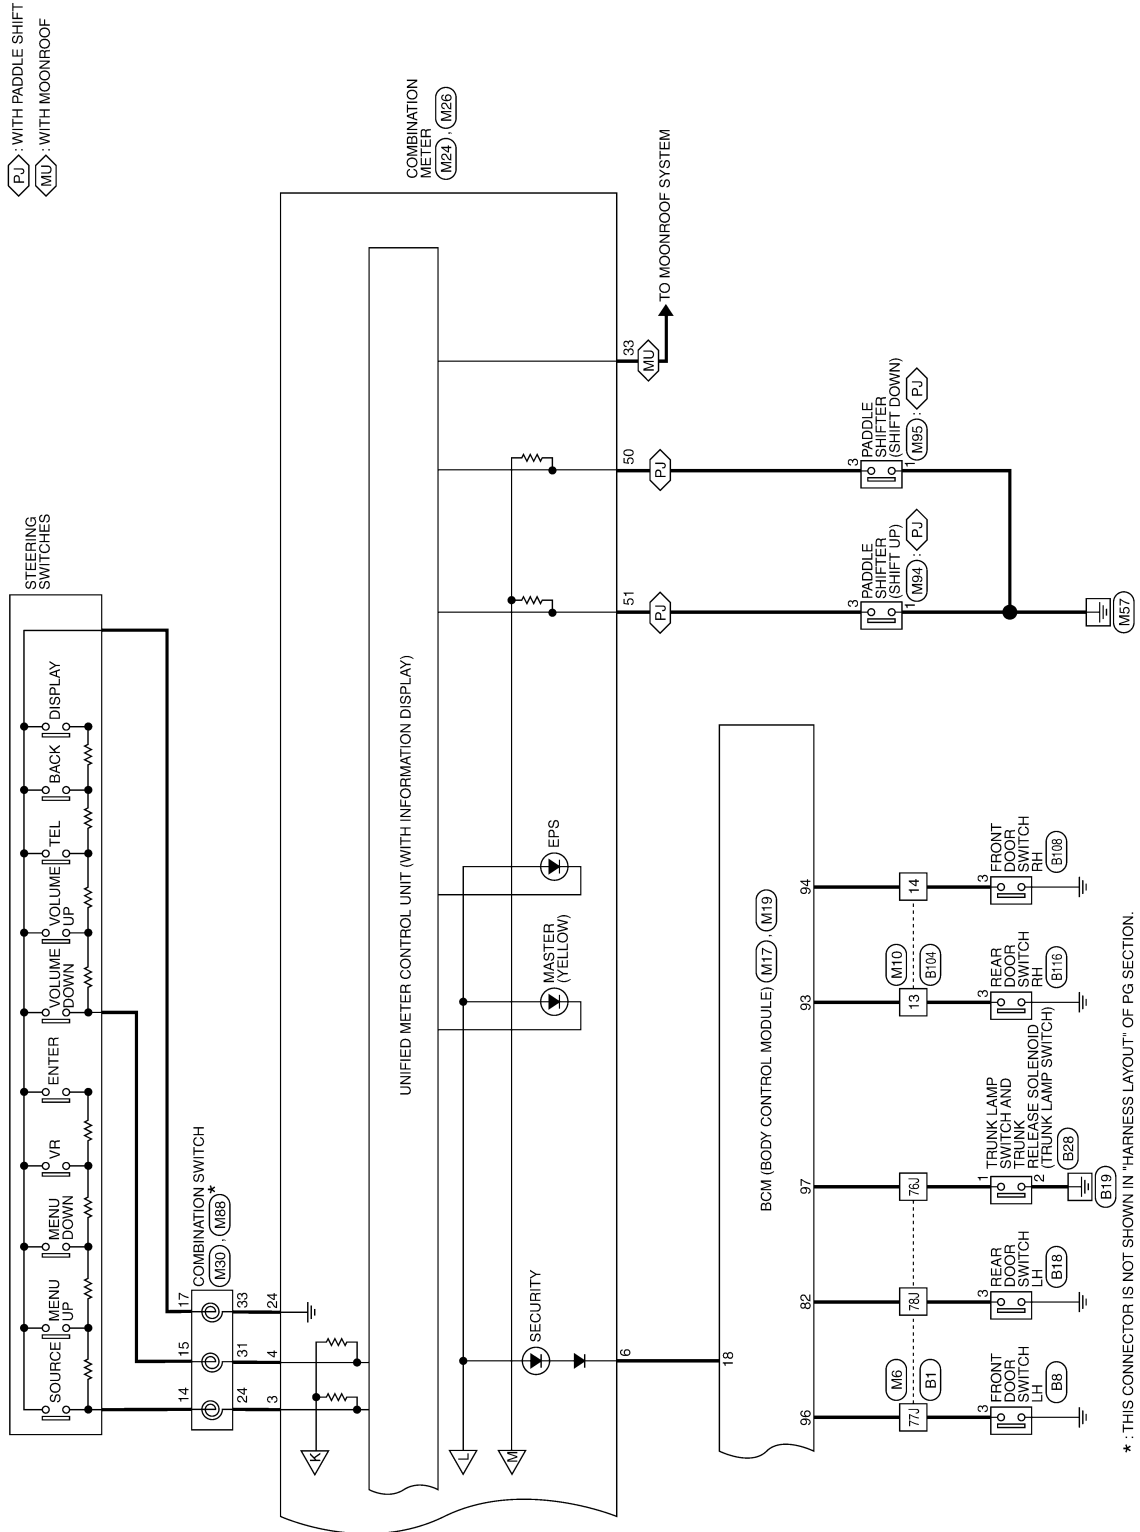 PJ : WITH PADDLE SHIFT
MU : WITH MOONROOF
STEERING
SWITCHES
SOURCE
MENU
UP
MENU
DOWN
VR
ENTER
VOLUME
DOWN
VOLUME
UP
TEL
BACK
DISPLAY
COMBINATION SWITCH
M30 , M88 *
14
15
17
24
31
33
3
4
24
COMBINATION
METER
M24 , M26
UNIFIED METER CONTROL UNIT (WITH INFORMATION DISPLAY)
K
L
M
SECURITY
MASTER
(YELLOW)
EPS
6
51
50
33
PJ
PJ
MU
TO MOONROOF SYSTEM
18
BCM (BODY CONTROL MODULE) M17 , M19
96
82
97
93
94
M6
B1
77J
78J
76J
M10
B104
13
14
3
FRONT
DOOR
SWITCH
LH
B8
3
REAR
DOOR
SWITCH
LH
B18
1
TRUNK LAMP
SWITCH AND
TRUNK
RELEASE SOLENOID
(TRUNK LAMP SWITCH)
B28
2
B19
3
REAR
DOOR
SWITCH
RH
B116
3
FRONT
DOOR
SWITCH
RH
B108
3
PADDLE
SHIFTER
(SHIFT UP)
M94 : PJ
1
3
PADDLE
SHIFTER
(SHIFT DOWN)
M95 : PJ
1
M57
* : THIS CONNECTOR IS NOT SHOWN IN "HARNESS LAYOUT" OF PG SECTION.